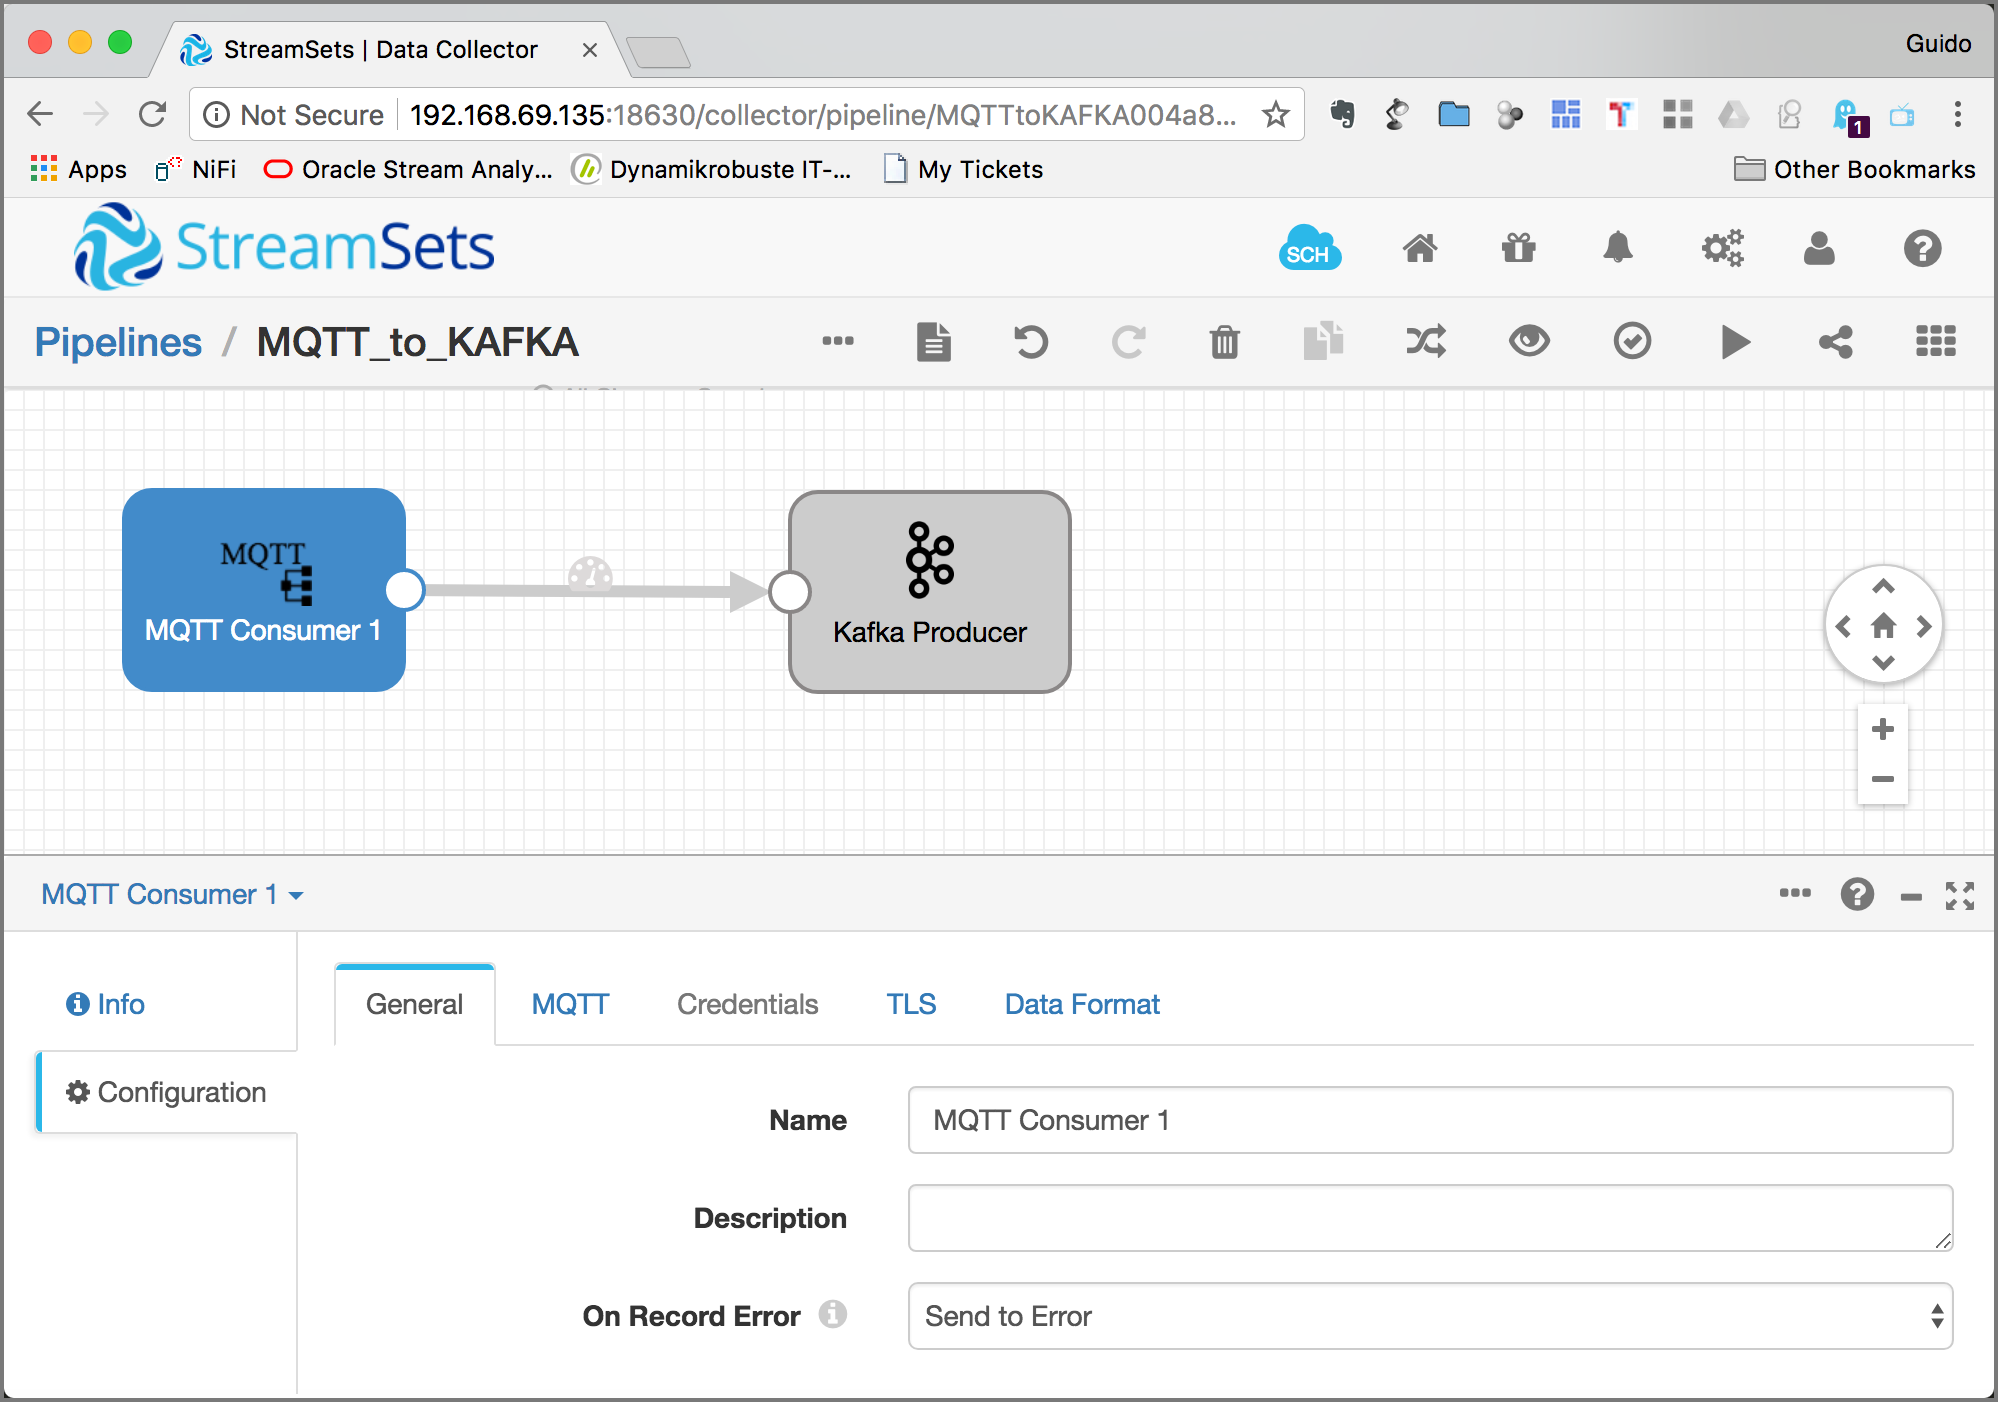 StreamSets | Data Collector
Guido
Not Secure 192.168.69.135:18630/collector/pipeline/MQTTtoKAFKA004a8...
1
Apps NiFi Oracle Stream Analy... Dynamikrobuste IT-... My Tickets Other Bookmarks
StreamSets
SCH
Pipelines / MQTT_to_KAFKA
MQTT
MQTT Consumer 1
Kafka Producer
MQTT Consumer 1
Info
General MQTT Credentials TLS Data Format
Configuration
Name MQTT Consumer 1
Description
On Record Error Send to Error